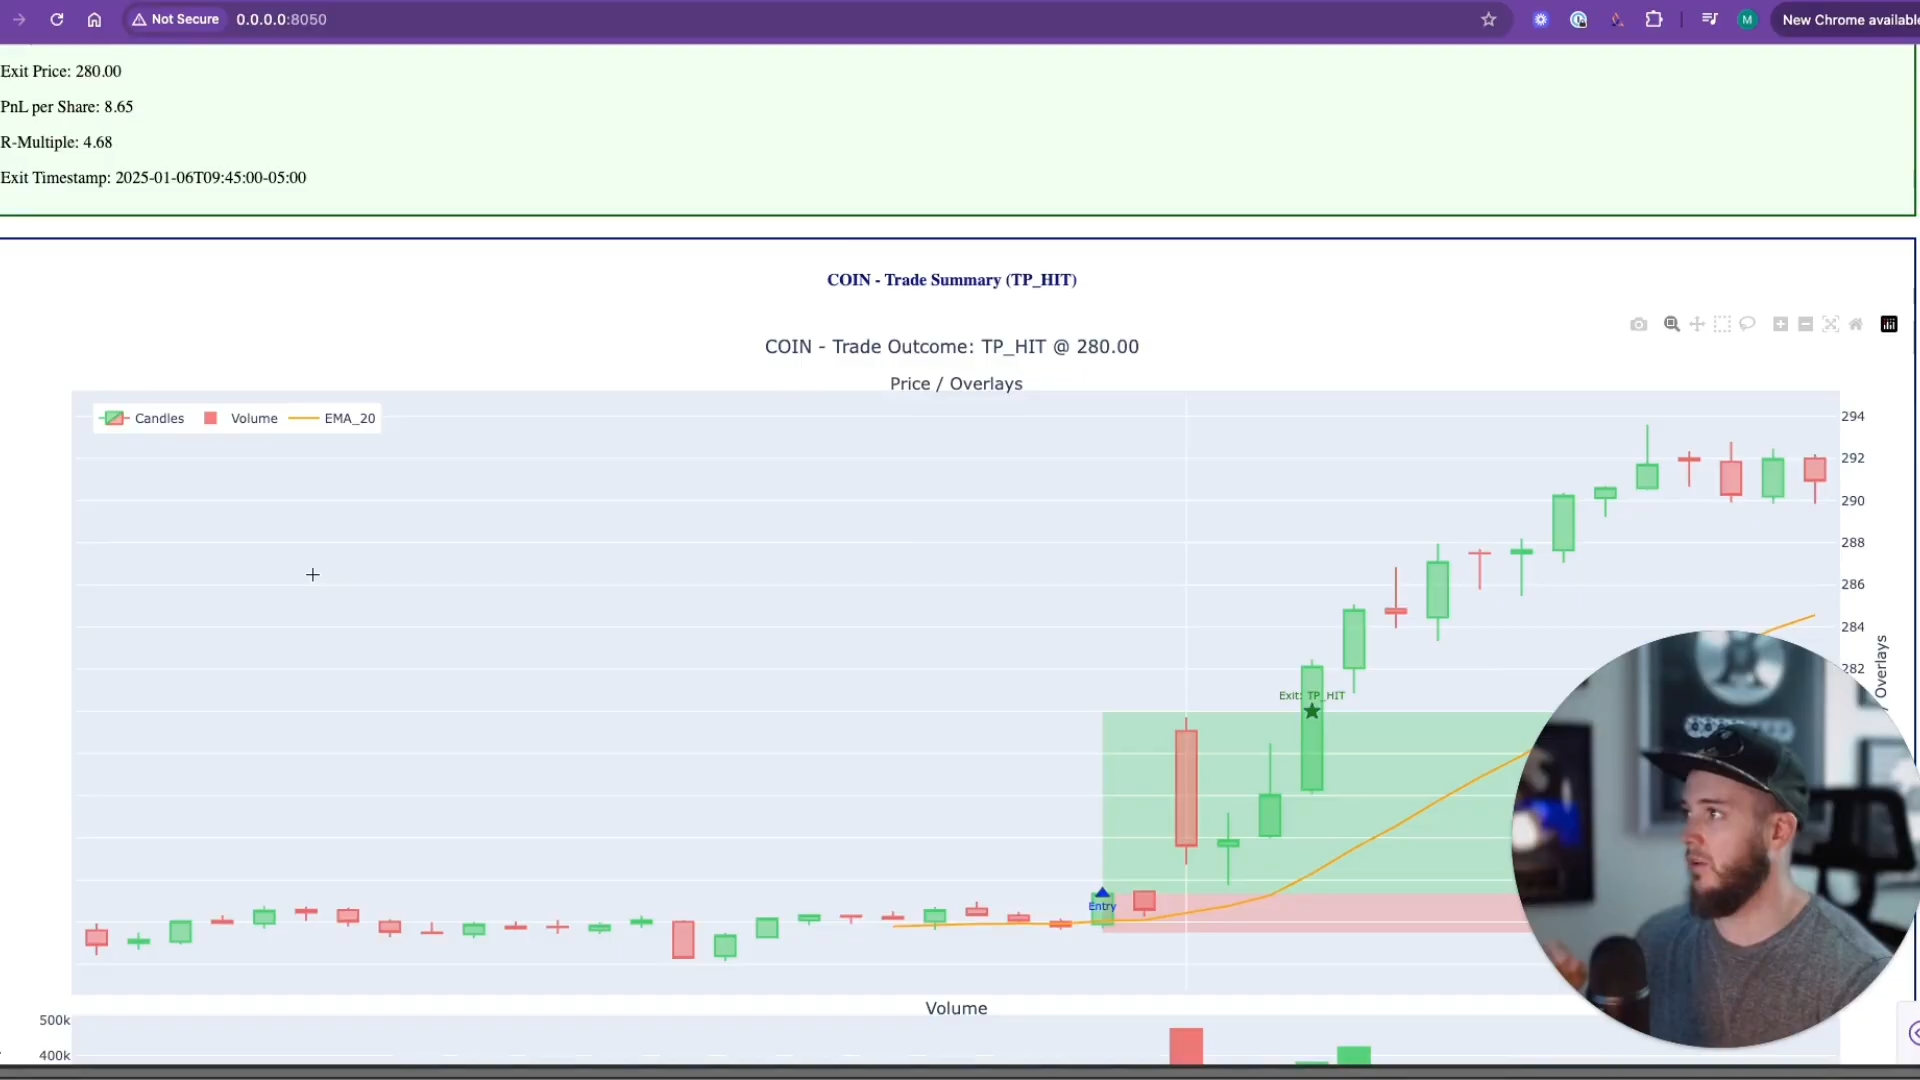 Not Secure 0.0.0.0:8050
M
New Chrome available
Exit Price: 280.00
PnL per Share: 8.65
R-Multiple: 4.68
Exit Timestamp: 2025-01-06T09:45:00-05:00
COIN - Trade Summary (TP_HIT)
COIN - Trade Outcome: TP_HIT @ 280.00
Price / Overlays
Candles Volume EMA_20
294
292
290
288
286
284
282
Overlays
Exit: TP_HIT
Entry
Volume
500k
400k